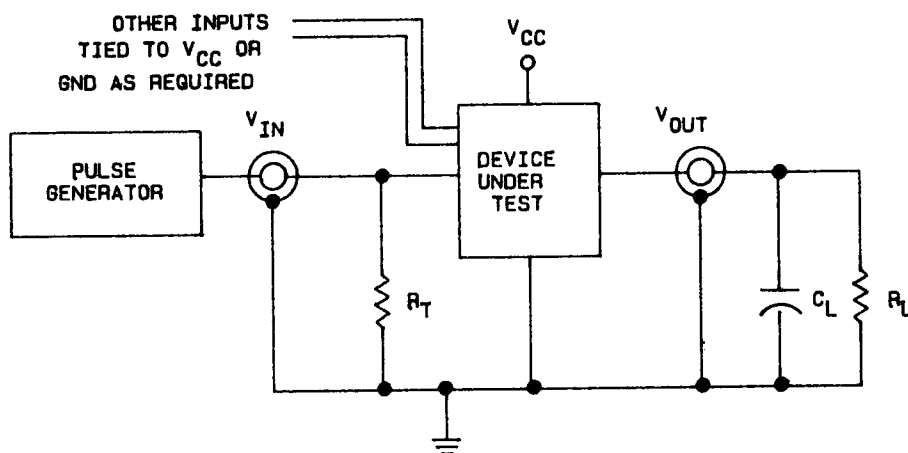 OTHER INPUTS
TIED TO VCC OR
GND AS REQUIRED
VCC
VIN
VOUT
PULSE
GENERATOR
DEVICE
UNDER
TEST
RT
CL
RL